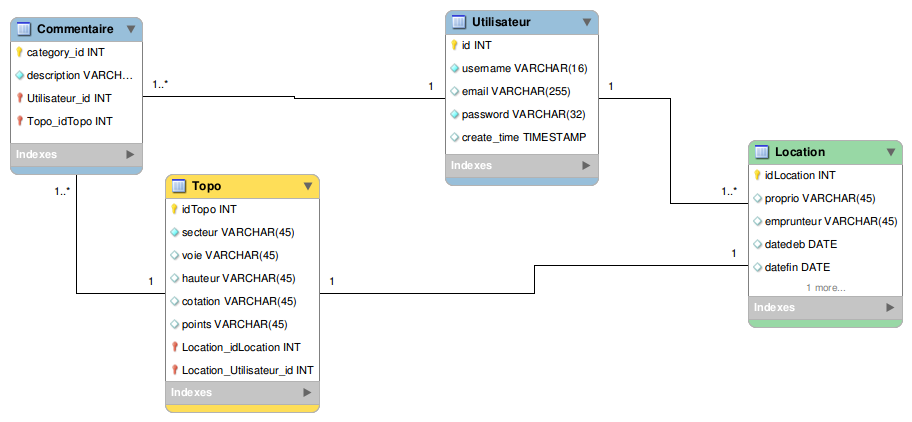 Commentaire
category_id INT
description VARCH...
Utilisateur_id INT
Topo_idTopo INT
Indexes
1..*
1
Utilisateur
id INT
username VARCHAR(16)
email VARCHAR(255)
password VARCHAR(32)
create_time TIMESTAMP
Indexes
1
1..*
Location
idLocation INT
proprio VARCHAR(45)
emprunteur VARCHAR(45)
datedeb DATE
datefin DATE
1 more...
Indexes
1..*
1
Topo
idTopo INT
secteur VARCHAR(45)
voie VARCHAR(45)
hauteur VARCHAR(45)
cotation VARCHAR(45)
points VARCHAR(45)
Location_idLocation INT
Location_Utilisateur_id INT
Indexes
1
1